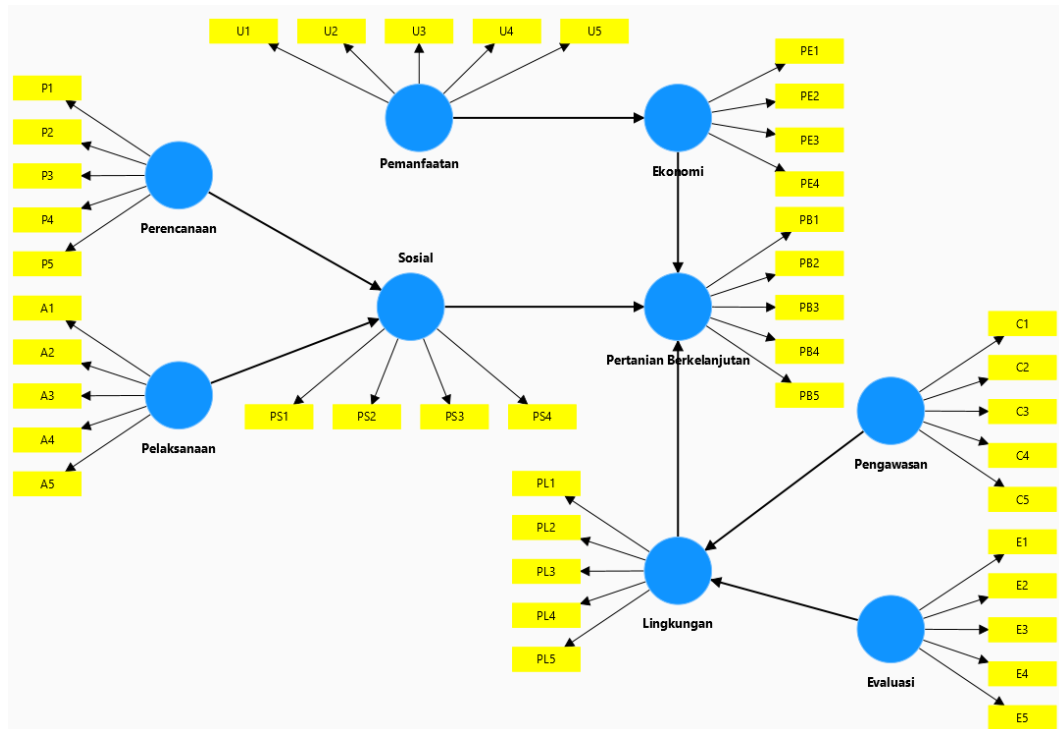 U1
U2
U3
U4
U5
PE1
PE2
PE3
PE4
Pemanfaatan
Ekonomi
P1
P2
P3
P4
P5
Perencanaan
Sosial
PB1
PB2
PB3
PB4
PB5
Pertanian Berkelanjutan
A1
A2
A3
A4
A5
Pelaksanaan
PS1
PS2
PS3
PS4
C1
C2
C3
C4
C5
Pengawasan
PL1
PL2
PL3
PL4
PL5
Lingkungan
E1
E2
E3
E4
E5
Evaluasi